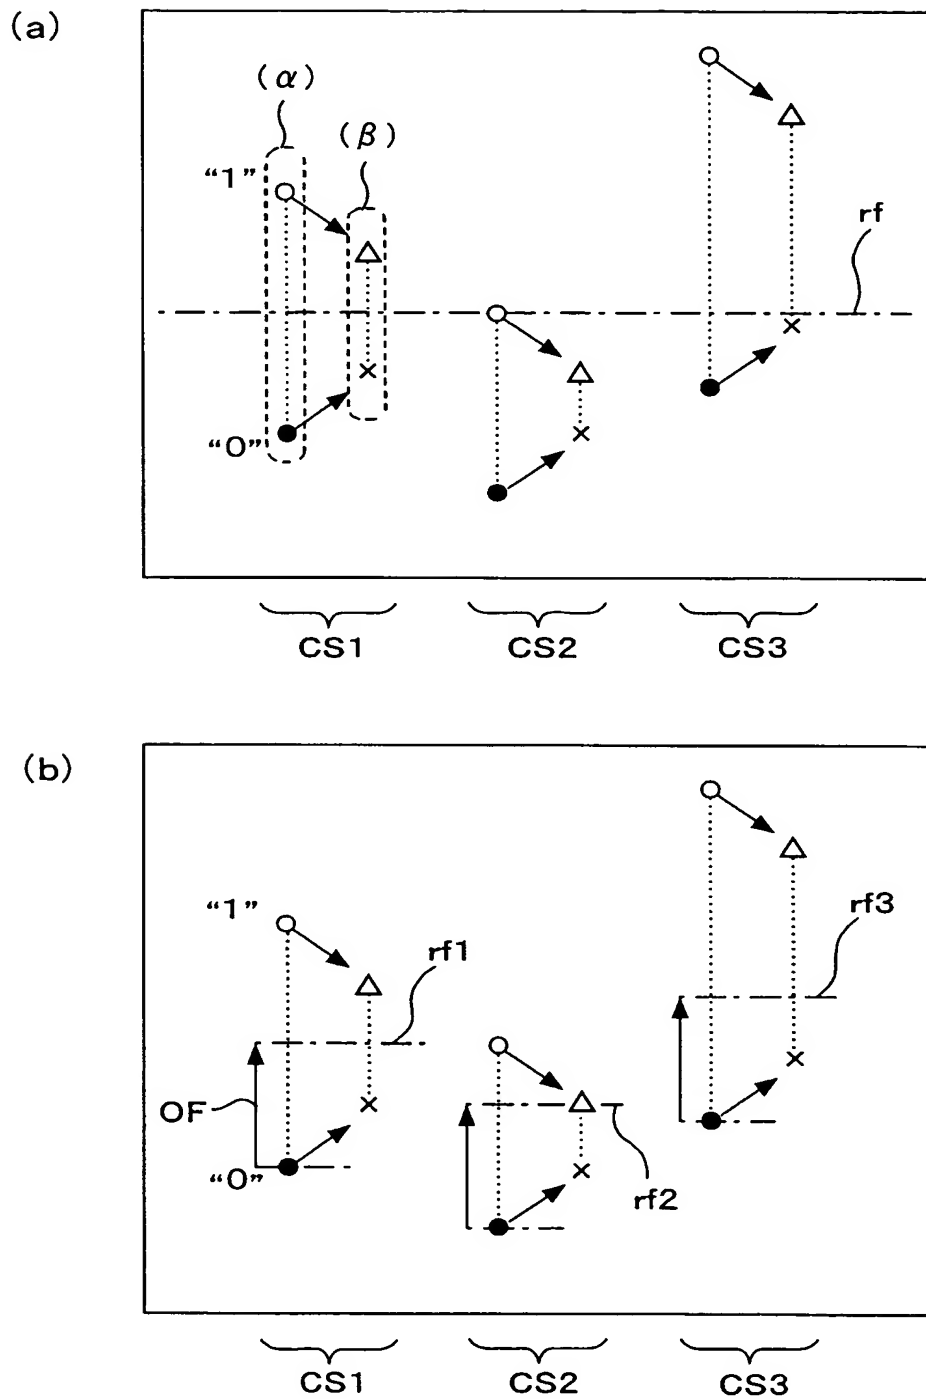 (a)
(α)
(β)
“1”
rf
“0”
CS1 CS2 CS3
(b)
“1”
rf1
rf3
OF
“0”
rf2
CS1 CS2 CS3